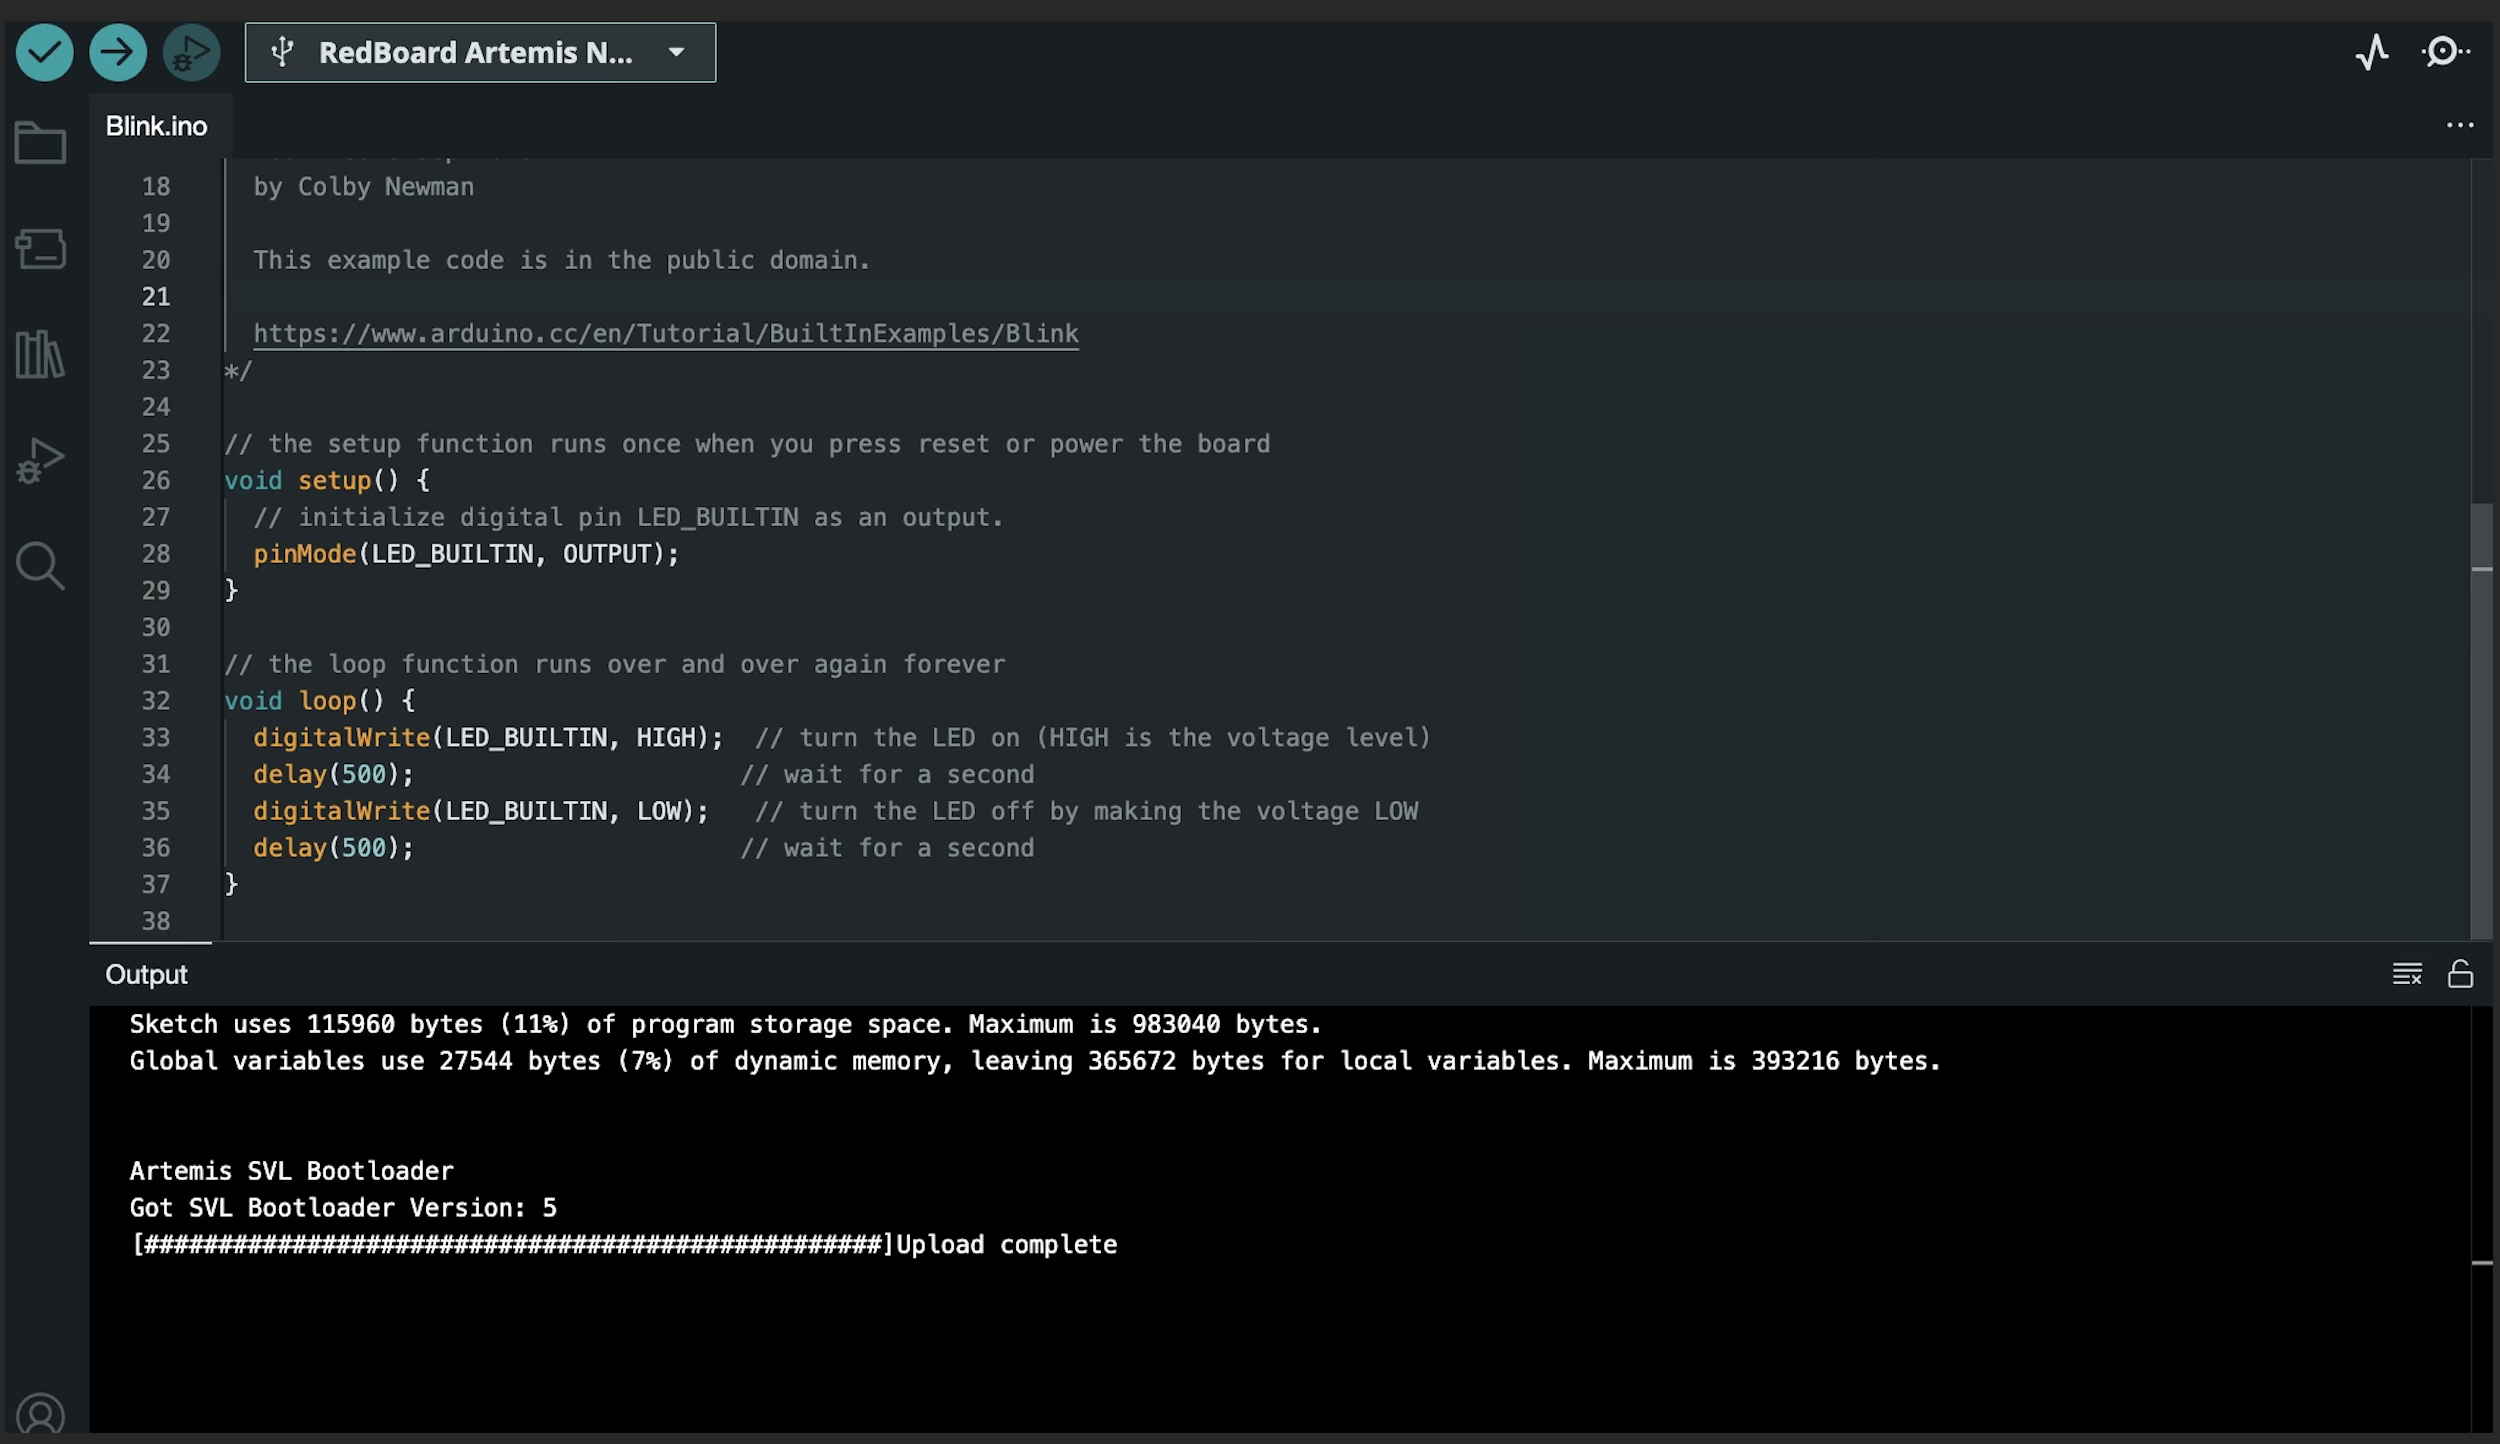 RedBoard Artemis N...
Blink.ino
18 by Colby Newman
19
20 This example code is in the public domain.
21
22 https://www.arduino.cc/en/Tutorial/BuiltInExamples/Blink
23 */
24
25 // the setup function runs once when you press reset or power the board
26 void setup() {
27 // initialize digital pin LED_BUILTIN as an output.
28 pinMode(LED_BUILTIN, OUTPUT);
29 }
30
31 // the loop function runs over and over again forever
32 void loop() {
33 digitalWrite(LED_BUILTIN, HIGH); // turn the LED on (HIGH is the voltage level)
34 delay(500); // wait for a second
35 digitalWrite(LED_BUILTIN, LOW); // turn the LED off by making the voltage LOW
36 delay(500); // wait for a second
37 }
38
Output
Sketch uses 115960 bytes (11%) of program storage space. Maximum is 983040 bytes.
Global variables use 27544 bytes (7%) of dynamic memory, leaving 365672 bytes for local variables. Maximum is 393216 bytes.
Artemis SVL Bootloader
Got SVL Bootloader Version: 5
[##################################################]Upload complete